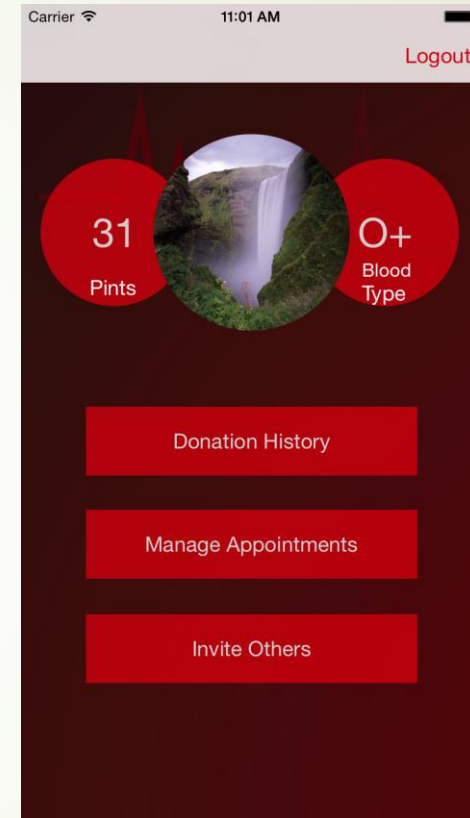 Carrier 11:01 AM
Logout
31
Pints
O+
Blood
Type
Donation History
Manage Appointments
Invite Others